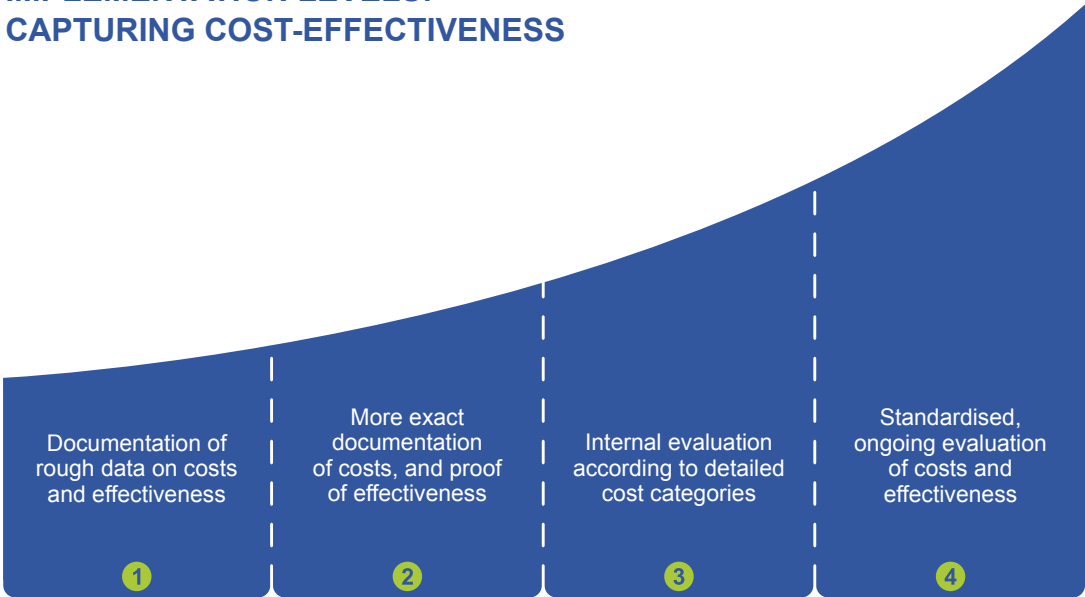 IMPLEMENTATION LEVELS:
CAPTURING COST-EFFECTIVENESS
Documentation of
rough data on costs
and effectiveness
1
More exact
documentation
of costs, and proof
of effectiveness
2
Internal evaluation
according to detailed
cost categories
3
Standardised,
ongoing evaluation
of costs and
effectiveness
4